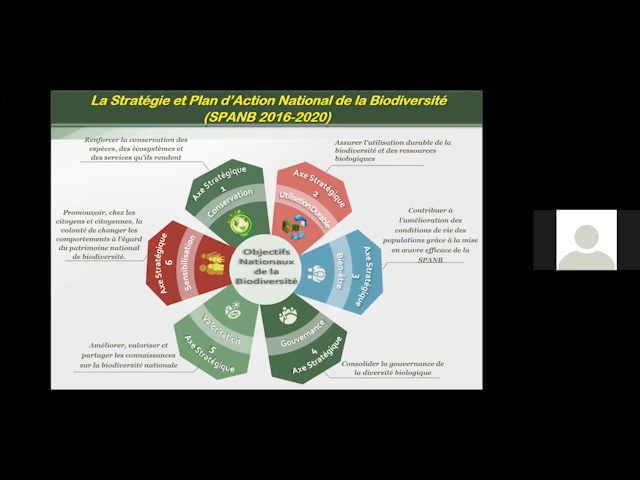 La Stratégie et Plan d'Action National de la Biodiversité
(SPANB 2016-2020)
Renforcer la conservation des
espèces, des écosystèmes et
des services qu'ils rendent
Assurer l'utilisation durable de la
biodiversité et des ressources
biologiques
Axe Stratégique
1
Conservation
Axe Stratégique
2
Utilisation Durable
Promouvoir, chez les
citoyens et citoyennes, la
volonté de changer les
comportements à l'égard
du patrimoine national
de biodiversité.
Axe Stratégique
6
Sensibilisation
Objectifs
Nationaux
de la
Biodiversité
Bien-être
Axe Stratégique
3
Contribuer à
l'amélioration des
conditions de vie des
populations grâce à la mise
en œuvre efficace de la
SPANB
Valorisation
5
Axe Stratégique
Gouvernance
4
Axe Stratégique
Améliorer, valoriser et
partager les connaissances
sur la biodiversité nationale
Consolider la gouvernance de
la diversité biologique